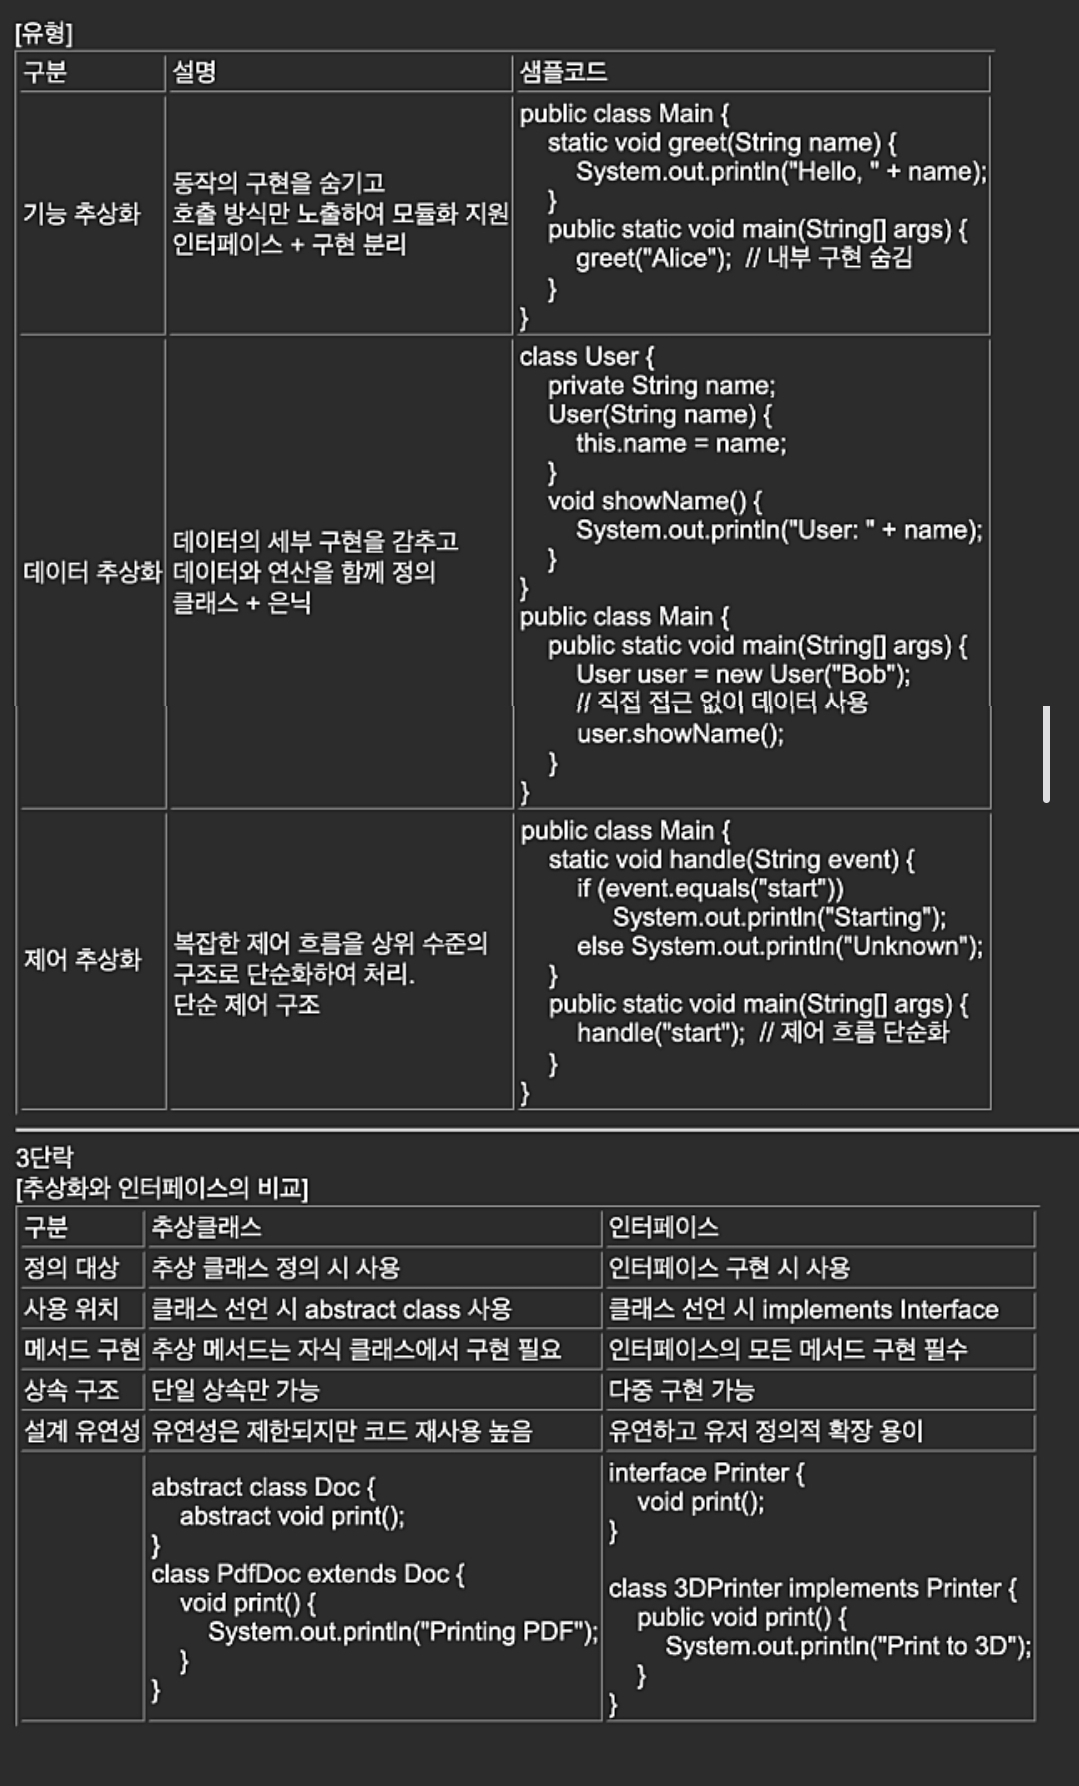 [유형]
구분 설명 샘플코드
기능 추상화
동작의 구현을 숨기고
호출 방식만 노출하여 모듈화 지원
인터페이스 + 구현 분리
public class Main {
static void greet(String name) {
System.out.println("Hello, " + name);
}
public static void main(String[] args) {
greet("Alice"); // 내부 구현 숨김
}
}
데이터 추상화
데이터의 세부 구현을 감추고
데이터와 연산을 함께 정의
클래스 + 은닉
class User {
private String name;
User(String name) {
this.name = name;
}
void showName() {
System.out.println("User: " + name);
}
}
public class Main {
public static void main(String[] args) {
User user = new User("Bob");
// 직접 접근 없이 데이터 사용
user.showName();
}
}
제어 추상화
복잡한 제어 흐름을 상위 수준의
구조로 단순화하여 처리.
단순 제어 구조
public class Main {
static void handle(String event) {
if (event.equals("start"))
System.out.println("Starting");
else System.out.println("Unknown");
}
public static void main(String[] args) {
handle("start"); // 제어 흐름 단순화
}
}
3단락
[추상화와 인터페이스의 비교]
구분 추상클래스 인터페이스
정의 대상 추상 클래스 정의 시 사용 인터페이스 구현 시 사용
사용 위치 클래스 선언 시 abstract class 사용 클래스 선언 시 implements Interface
메서드 구현 추상 메서드는 자식 클래스에서 구현 필요 인터페이스의 모든 메서드 구현 필수
상속 구조 단일 상속만 가능 다중 구현 가능
설계 유연성 유연성은 제한되지만 코드 재사용 높음 유연하고 유저 정의적 확장 용이
abstract class Doc {
abstract void print();
}
class PdfDoc extends Doc {
void print() {
System.out.println("Printing PDF");
}
}
interface Printer {
void print();
}
class 3DPrinter implements Printer {
public void print() {
System.out.println("Print to 3D");
}
}